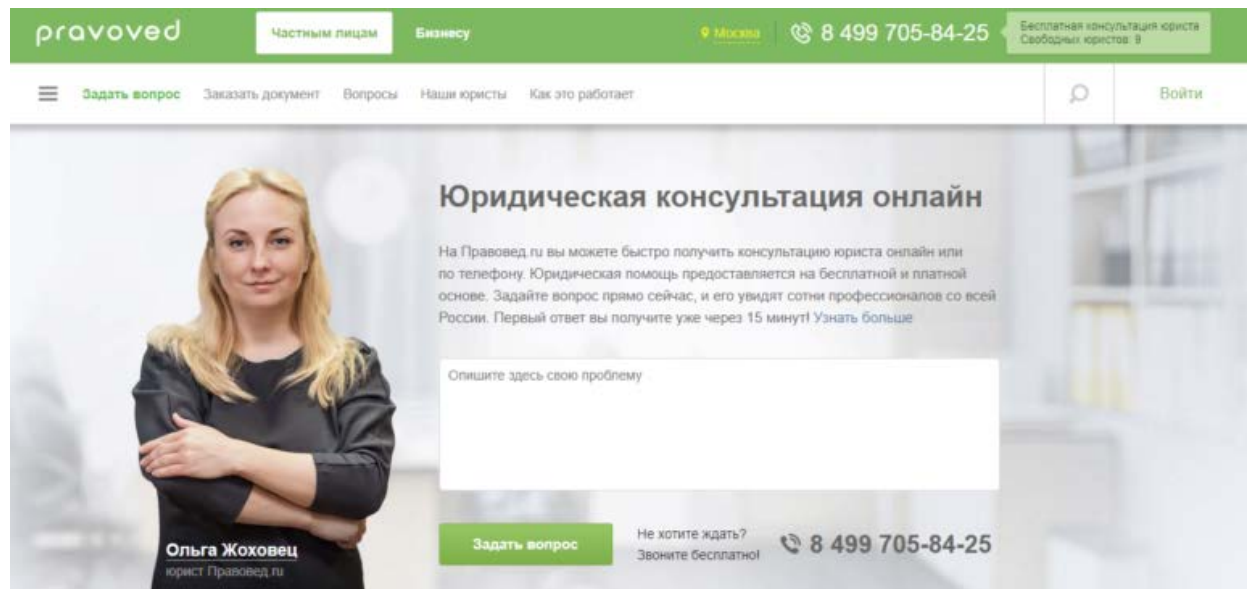 pravoved
Частным лицам
Бизнесу
Москва
8 499 705-84-25
Бесплатная консультация юриста
Свободных юристов: 9
Задать вопрос
Заказать документ
Вопросы
Наши юристы
Как это работает
Войти
Юридическая консультация онлайн
На Правовед.ru вы можете быстро получить консультацию юриста онлайн или
по телефону. Юридическая помощь предоставляется на бесплатной и платной
основе. Задайте вопрос прямо сейчас, и его увидят сотни профессионалов со всей
России. Первый ответ вы получите уже через 15 минут! Узнать больше
Опишите здесь свою проблему
Задать вопрос
Не хотите ждать?
Звоните бесплатно!
8 499 705-84-25
Ольга Жоховец
юрист Правовед.ru